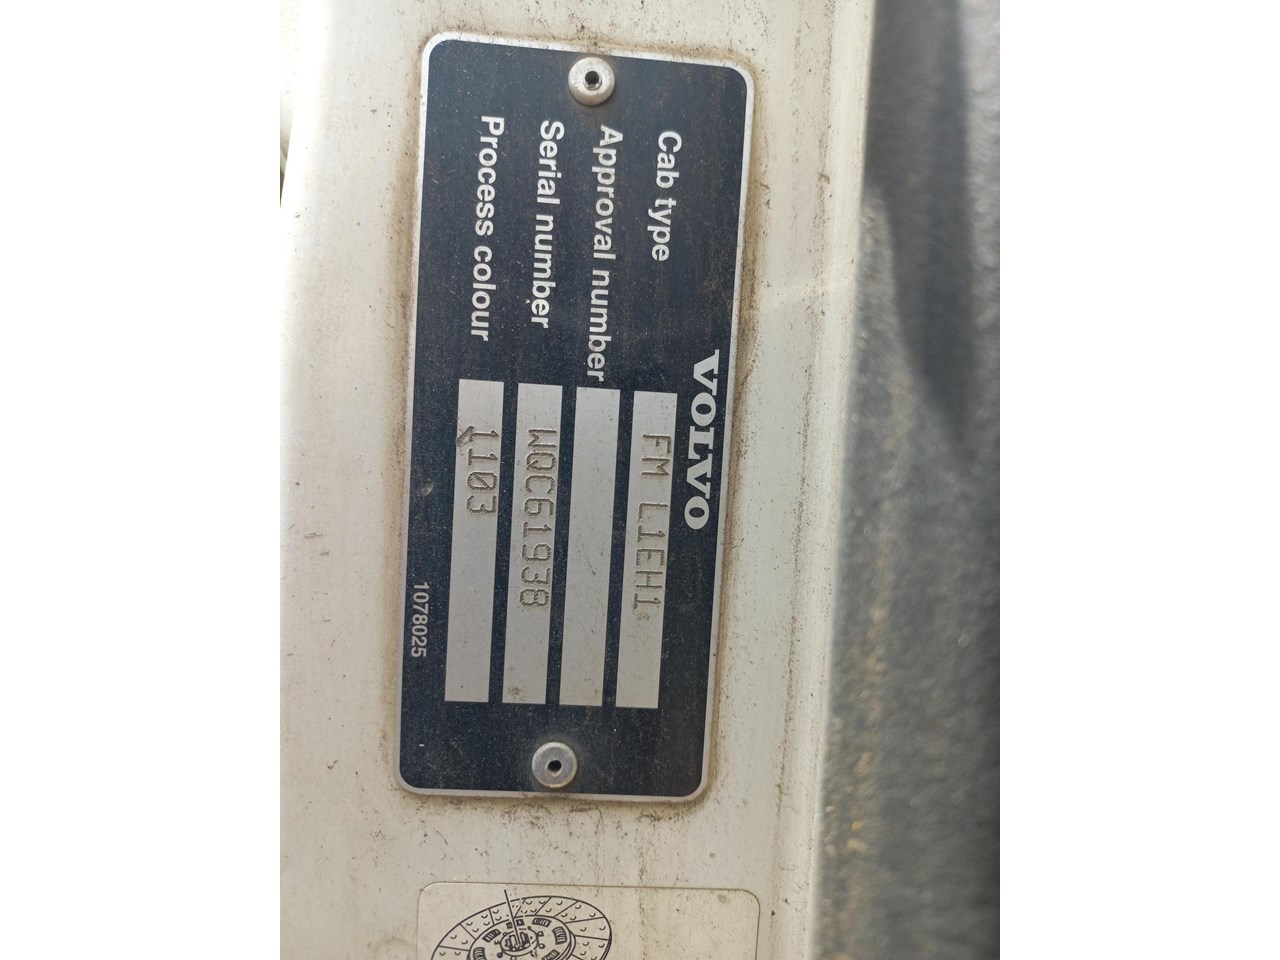 VOLVO
Cab type FM L1EH1
Approval number
Serial number WQC61938
Process colour 1103
1078025